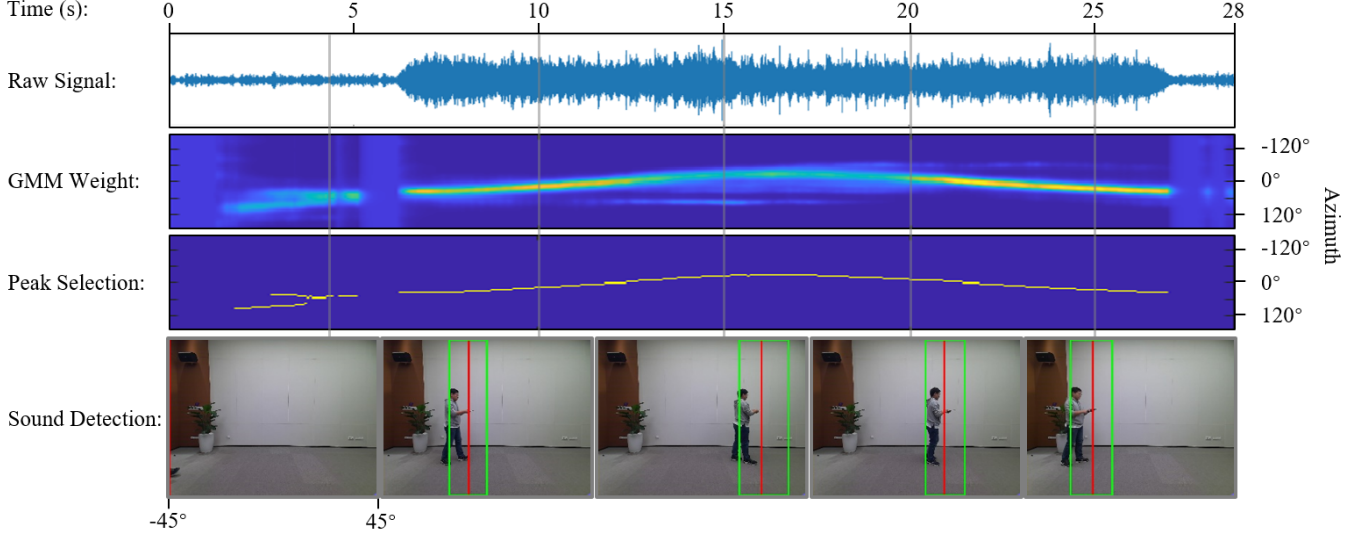 Time (s): 0 5 10 15 20 25 28
Raw Signal:
GMM Weight:
-120°
0°
120°
Peak Selection:
-120°
0°
120°
Azimuth
Sound Detection:
-45° 45°